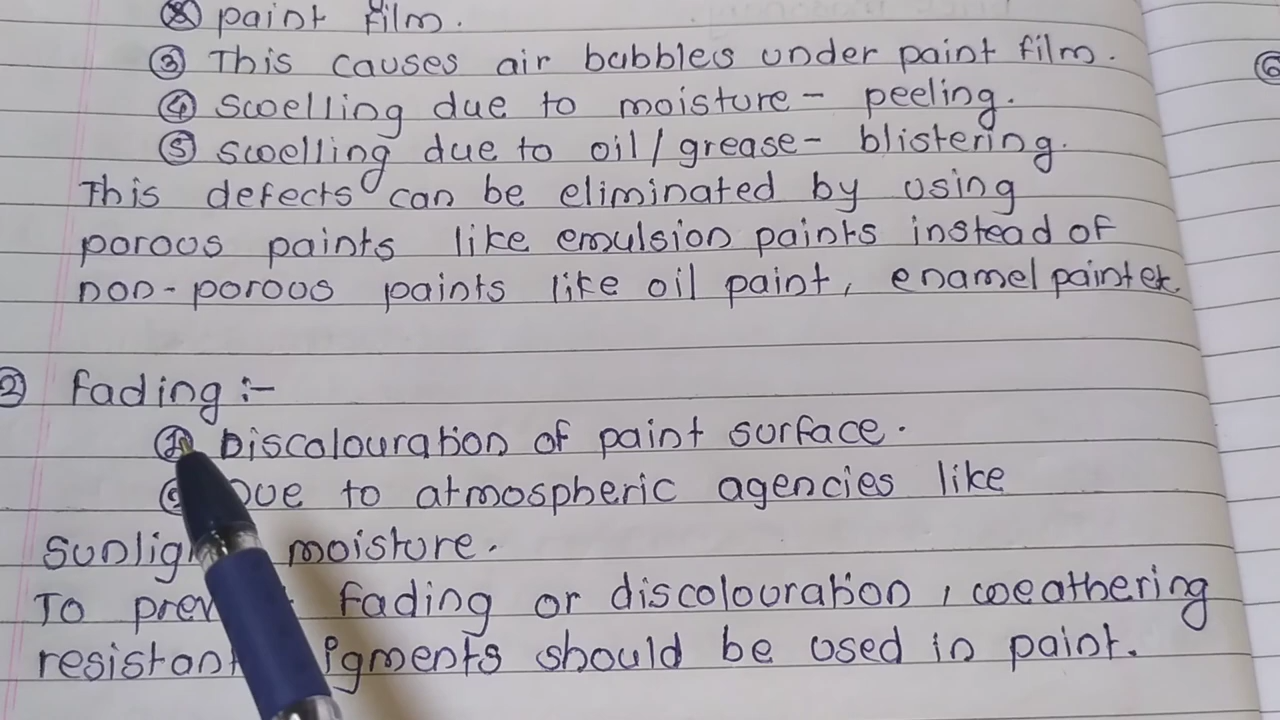 ② paint film.
③ This causes air bubbles under paint film.
④ swelling due to moisture - peeling.
⑤ swelling due to oil/grease - blistering.
This defects can be eliminated by using
porous paints like emulsion paints instead of
non-porous paints like oil paint, enamel paint etc.
② Fading :-
① Discalouration of paint surface.
② Due to atmospheric agencies like
moisture.
To fading or discolouration, weathering
should be used in paint.
⑥